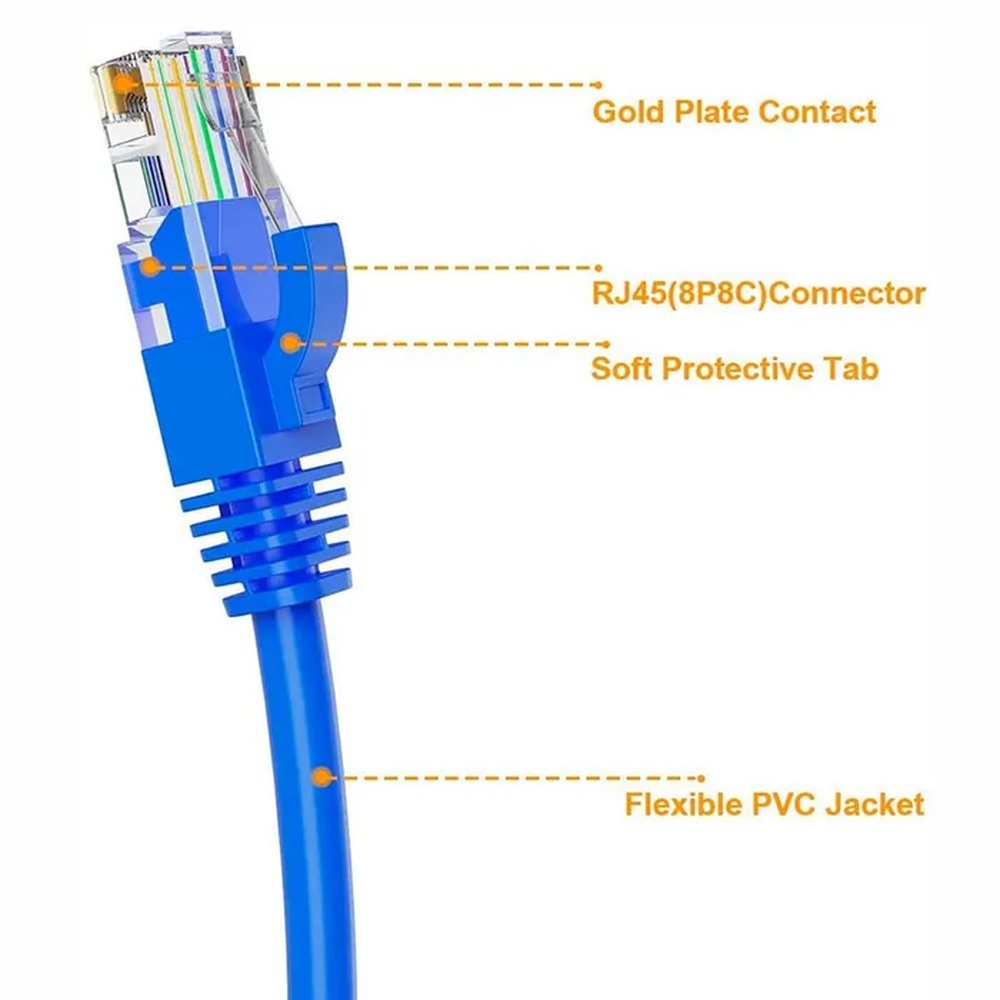 Gold Plate Contact
RJ45(8P8C)Connector
Soft Protective Tab
Flexible PVC Jacket